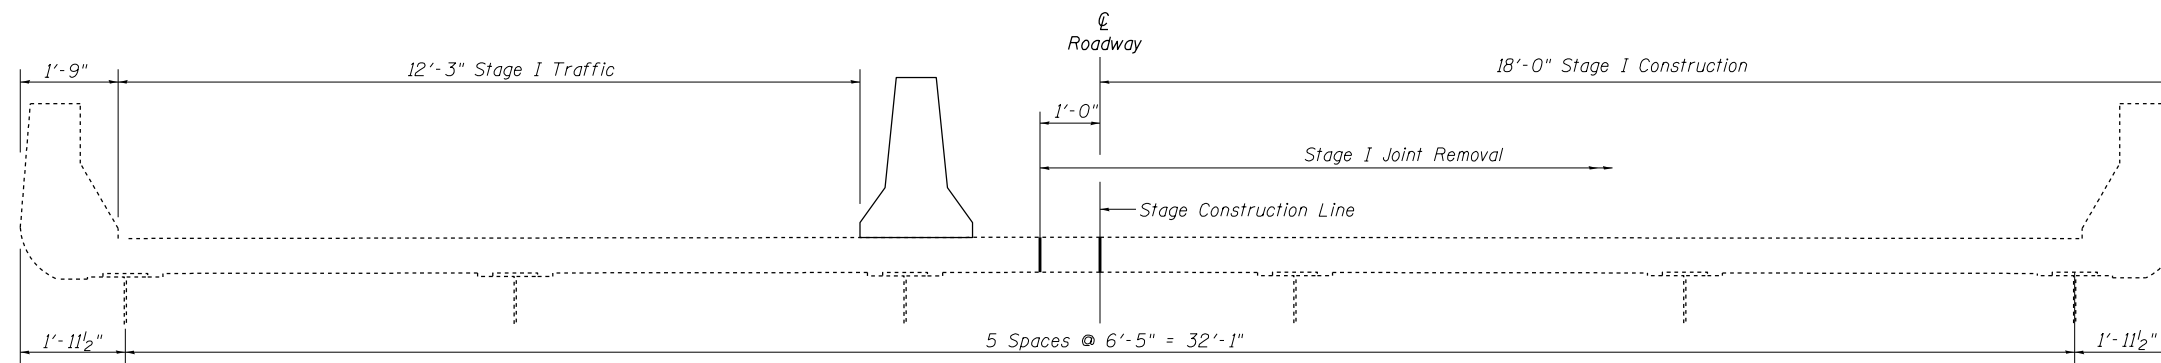 ℄
Roadway
1'-9"
12'-3" Stage I Traffic
18'-0" Stage I Construction
1'-0"
Stage I Joint Removal
Stage Construction Line
1'-11½"
5 Spaces @ 6'-5" = 32'-1"
1'-11½"